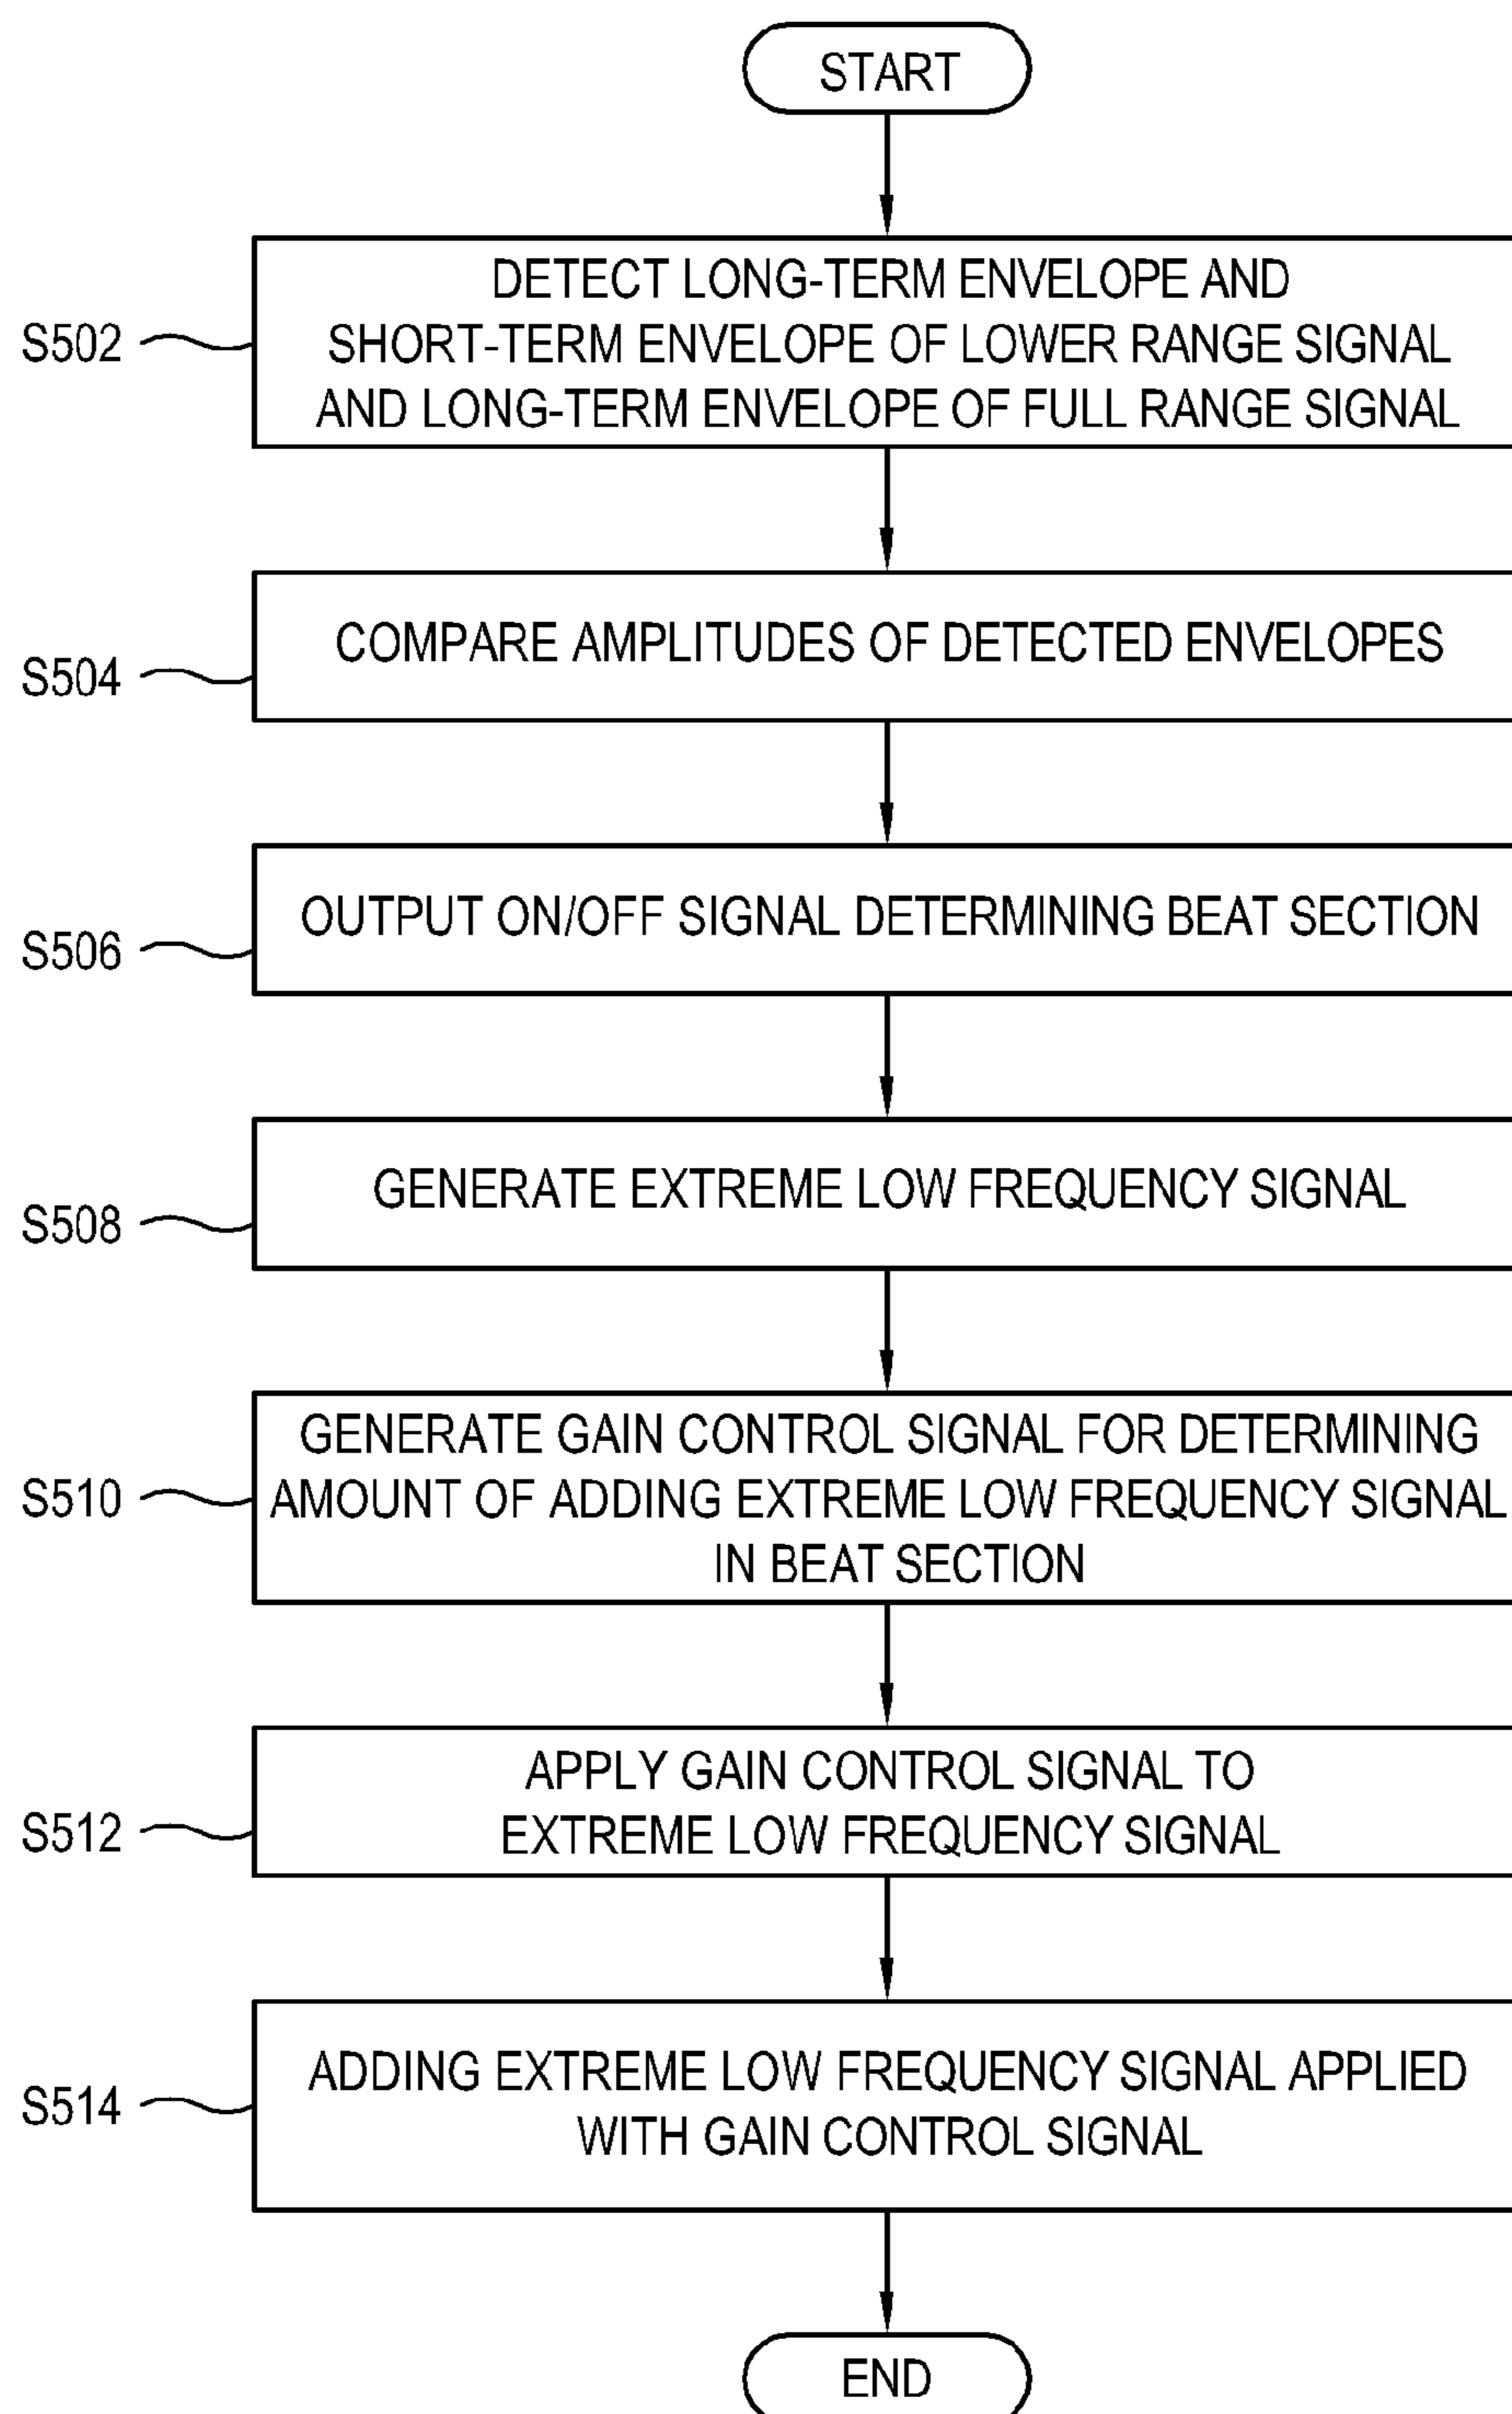 START
S502
DETECT LONG-TERM ENVELOPE AND
SHORT-TERM ENVELOPE OF LOWER RANGE SIGNAL
AND LONG-TERM ENVELOPE OF FULL RANGE SIGNAL
S504
COMPARE AMPLITUDES OF DETECTED ENVELOPES
S506
OUTPUT ON/OFF SIGNAL DETERMINING BEAT SECTION
S508
GENERATE EXTREME LOW FREQUENCY SIGNAL
S510
GENERATE GAIN CONTROL SIGNAL FOR DETERMINING
AMOUNT OF ADDING EXTREME LOW FREQUENCY SIGNAL
IN BEAT SECTION
S512
APPLY GAIN CONTROL SIGNAL TO
EXTREME LOW FREQUENCY SIGNAL
S514
ADDING EXTREME LOW FREQUENCY SIGNAL APPLIED
WITH GAIN CONTROL SIGNAL
END